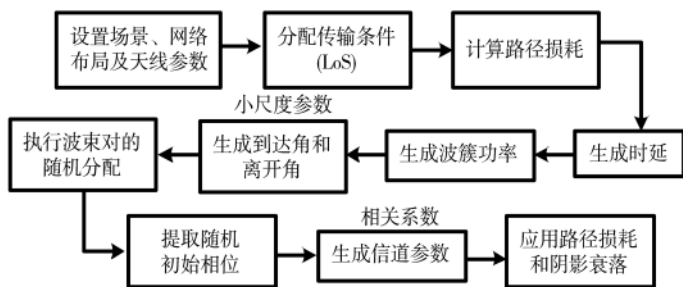 设置场景、网络
布局及天线参数
分配传输条件
(LoS)
计算路径损耗
小尺度参数
执行波束对的
随机分配
生成到达角和
离开角
生成波簇功率
生成时延
提取随机
初始相位
相关系数
生成信道参数
应用路径损耗
和阴影衰落